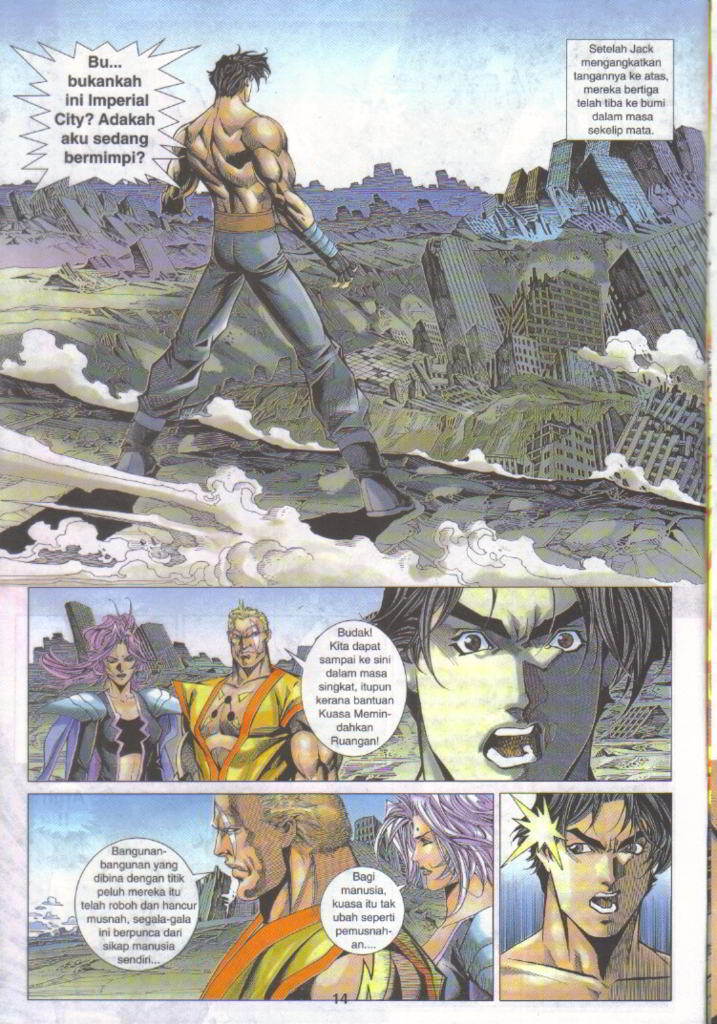 Bu...
bukankah
ini Imperial
City? Adakah
aku sedang
bermimpi?
Setelah Jack
mengangkatkan
tangannya ke atas,
mereka bertiga
telah tiba ke bumi
dalam masa
sekelip mata.
Budak!
Kita dapat
sampai ke sini
dalam masa
singkat, itupun
kerana bantuan
Kuasa Memin-
dahkan
Ruangan!
Bangunan-
bangunan yang
dibina dengan titik
peluh mereka itu
telah roboh dan hancur
musnah, segala-gala
ini berpunca dari
sikap manusia
sendiri...
Bagi
manusia,
kuasa itu tak
ubah seperti
pemusnah-
an....
14